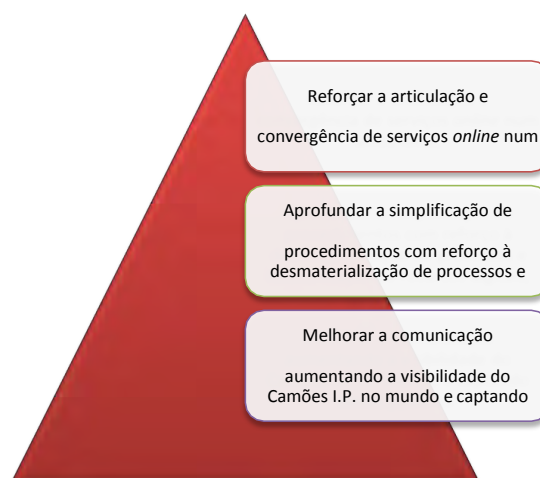 Reforçar a articulação e
convergência de serviços online num
Aprofundar a simplificação de
procedimentos com reforço à
desmaterialização de processos e
Melhorar a comunicação
aumentando a visibilidade do
Camões I.P. no mundo e captando